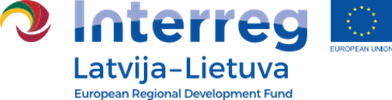 Interreg
EUROPEAN UNION
Latvija–Lietuva
European Regional Development Fund